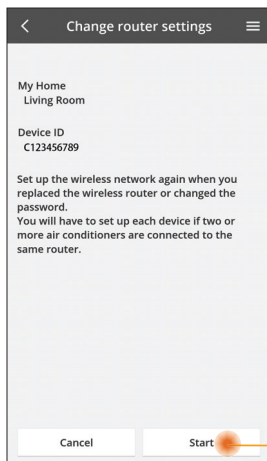 Change router settings
My Home
Living Room
Device ID
C123456789
Set up the wireless network again when you
replaced the wireless router or changed the
password.
You will have to set up each device if two or
more air conditioners are connected to the
same router.
Cancel Start